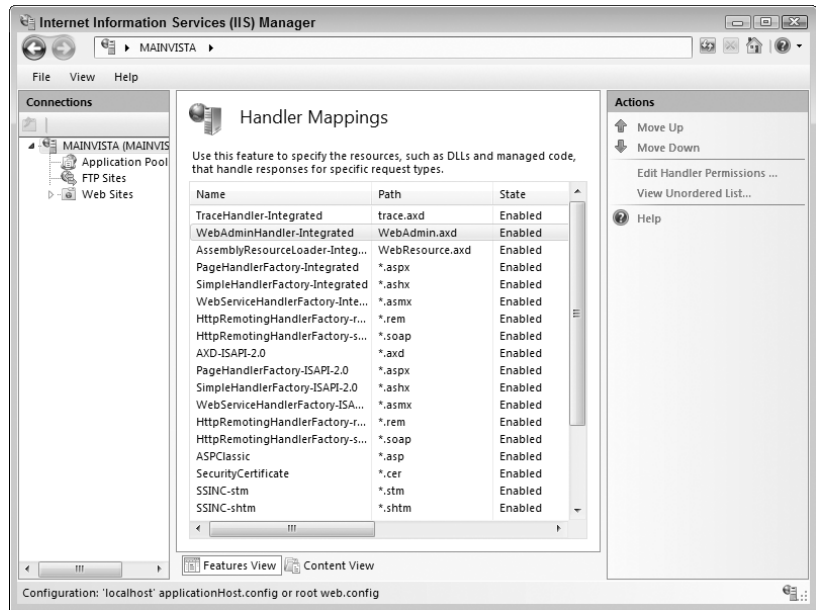 Internet Information Services (IIS) Manager
MAINVISTA
File View Help
Connections
MAINVISTA (MAINVIS
Application Pool
FTP Sites
Web Sites
Handler Mappings
Use this feature to specify the resources, such as DLLs and managed code,
that handle responses for specific request types.
Name Path State
TraceHandler-Integrated trace.axd Enabled
WebAdminHandler-Integrated WebAdmin.axd Enabled
AssemblyResourceLoader-Integ... WebResource.axd Enabled
PageHandlerFactory-Integrated *.aspx Enabled
SimpleHandlerFactory-Integrated *.ashx Enabled
WebServiceHandlerFactory-Inte... *.asmx Enabled
HttpRemotingHandlerFactory-r... *.rem Enabled
HttpRemotingHandlerFactory-s... *.soap Enabled
AXD-ISAPI-2.0 *.axd Enabled
PageHandlerFactory-ISAPI-2.0 *.aspx Enabled
SimpleHandlerFactory-ISAPI-2.0 *.ashx Enabled
WebServiceHandlerFactory-ISA... *.asmx Enabled
HttpRemotingHandlerFactory-r... *.rem Enabled
HttpRemotingHandlerFactory-s... *.soap Enabled
ASPClassic *.asp Enabled
SecurityCertificate *.cer Enabled
SSINC-stm *.stm Enabled
SSINC-shtm *.shtm Enabled
Features View Content View
Actions
Move Up
Move Down
Edit Handler Permissions ...
View Unordered List...
Help
Configuration: 'localhost' applicationHost.config or root web.config